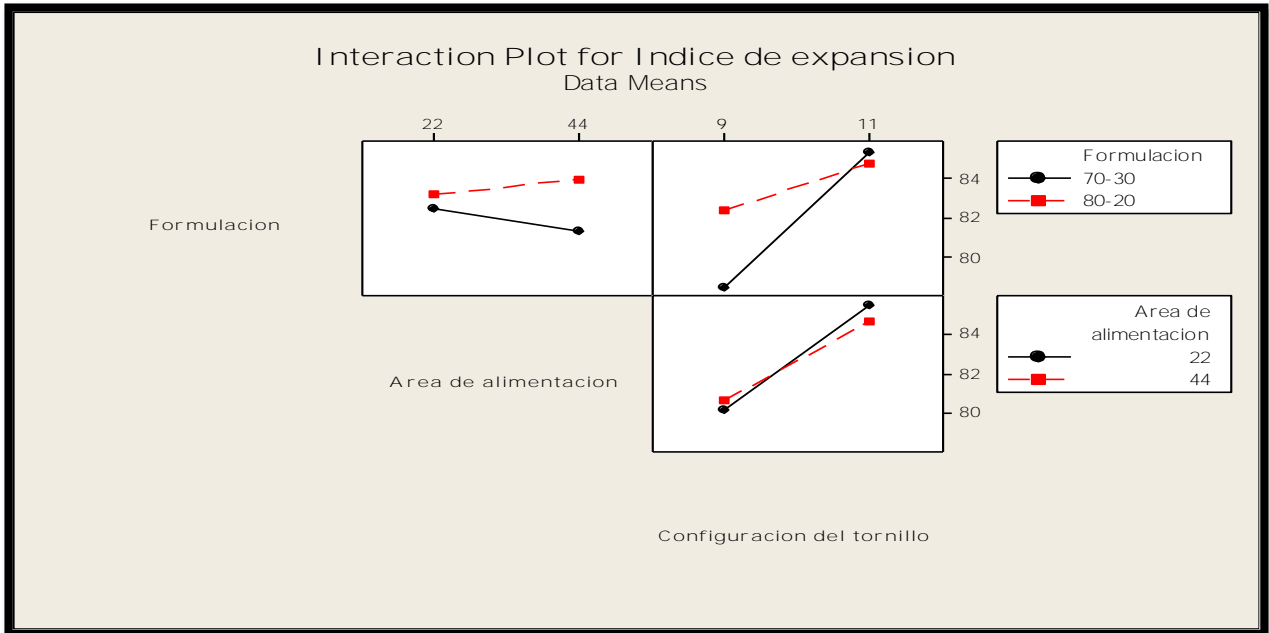 Interaction Plot for Indice de expansion
Data Means
22 44 9 11
Formulacion
84
82
80
Formulacion
70-30
80-20
Area de alimentacion
84
82
80
Area de
alimentacion
22
44
Configuracion del tornillo